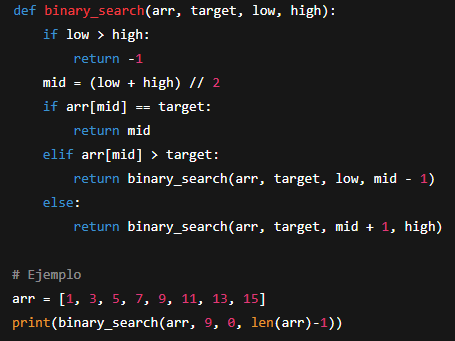 def binary_search(arr, target, low, high):
    if low > high:
        return -1
    mid = (low + high) // 2
    if arr[mid] == target:
        return mid
    elif arr[mid] > target:
        return binary_search(arr, target, low, mid - 1)
    else:
        return binary_search(arr, target, mid + 1, high)

# Ejemplo
arr = [1, 3, 5, 7, 9, 11, 13, 15]
print(binary_search(arr, 9, 0, len(arr)-1))